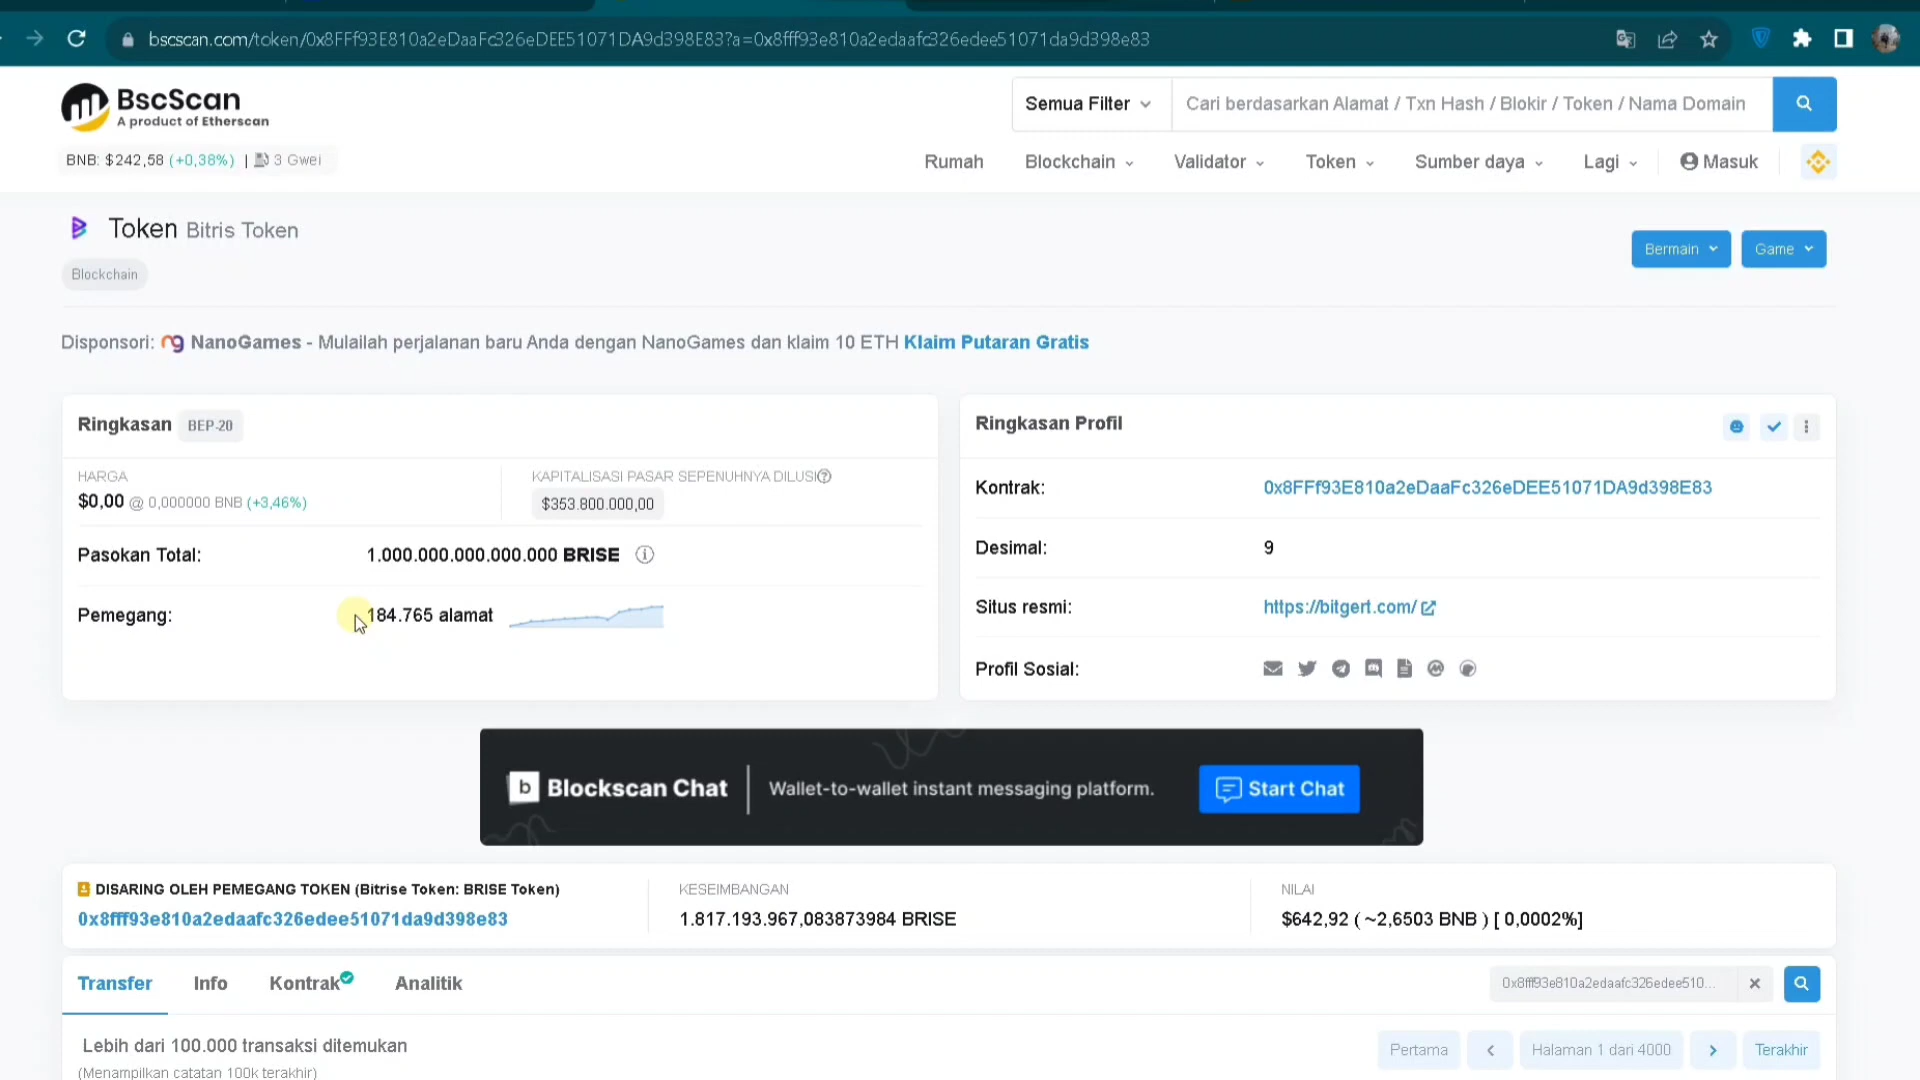 bscscan.com/token/0x8FFf93E810a2eDaaFc326eDEE51071DA9d398E83?a=0x8fff93e810a2edaafc326edee51071da9d398e83
BscScan
A product of Etherscan
Semua Filter
Cari berdasarkan Alamat / Txn Hash / Blokir / Token / Nama Domain
BNB: $242,58 (+0,38%) | 3 Gwei
Rumah
Blockchain
Validator
Token
Sumber daya
Lagi
Masuk
Token Bitris Token
Blockchain
Bermain
Game
Disponsori: NanoGames - Mulailah perjalanan baru Anda dengan NanoGames dan klaim 10 ETH Klaim Putaran Gratis
Ringkasan BEP-20
HARGA
$0,00 @ 0,000000 BNB (+3,46%)
KAPITALISASI PASAR SEPENUHNYA DILUSI
$353.800.000,00
Pasokan Total: 1.000.000.000.000.000 BRISE
Pemegang: 184.765 alamat
Ringkasan Profil
Kontrak: 0x8FFf93E810a2eDaaFc326eDEE51071DA9d398E83
Desimal: 9
Situs resmi: https://bitgert.com/
Profil Sosial:
b Blockscan Chat
Wallet-to-wallet instant messaging platform.
Start Chat
DISARING OLEH PEMEGANG TOKEN (Bitrise Token: BRISE Token)
0x8fff93e810a2edaafc326edee51071da9d398e83
KESEIMBANGAN
1.817.193.967,083873984 BRISE
NILAI
$642,92 ( ~2,6503 BNB ) [ 0,0002%]
Transfer
Info
Kontrak
Analitik
0x8fff93e810a2edaafc326edee510...
Lebih dari 100.000 transaksi ditemukan
(Menampilkan catatan 100k terakhir)
Pertama
Halaman 1 dari 4000
Terakhir